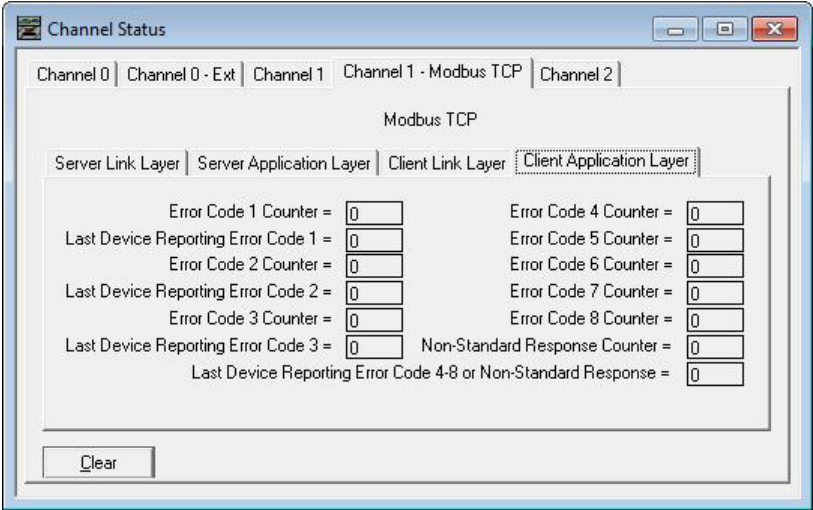 Channel Status
Channel 0 Channel 0 - Ext Channel 1 Channel 1 - Modbus TCP Channel 2
Modbus TCP
Server Link Layer Server Application Layer Client Link Layer Client Application Layer
Error Code 1 Counter = 0 Error Code 4 Counter = 0
Last Device Reporting Error Code 1 = 0 Error Code 5 Counter = 0
Error Code 2 Counter = 0 Error Code 6 Counter = 0
Last Device Reporting Error Code 2 = 0 Error Code 7 Counter = 0
Error Code 3 Counter = 0 Error Code 8 Counter = 0
Last Device Reporting Error Code 3 = 0 Non-Standard Response Counter = 0
Last Device Reporting Error Code 4-8 or Non-Standard Response = 0
Clear